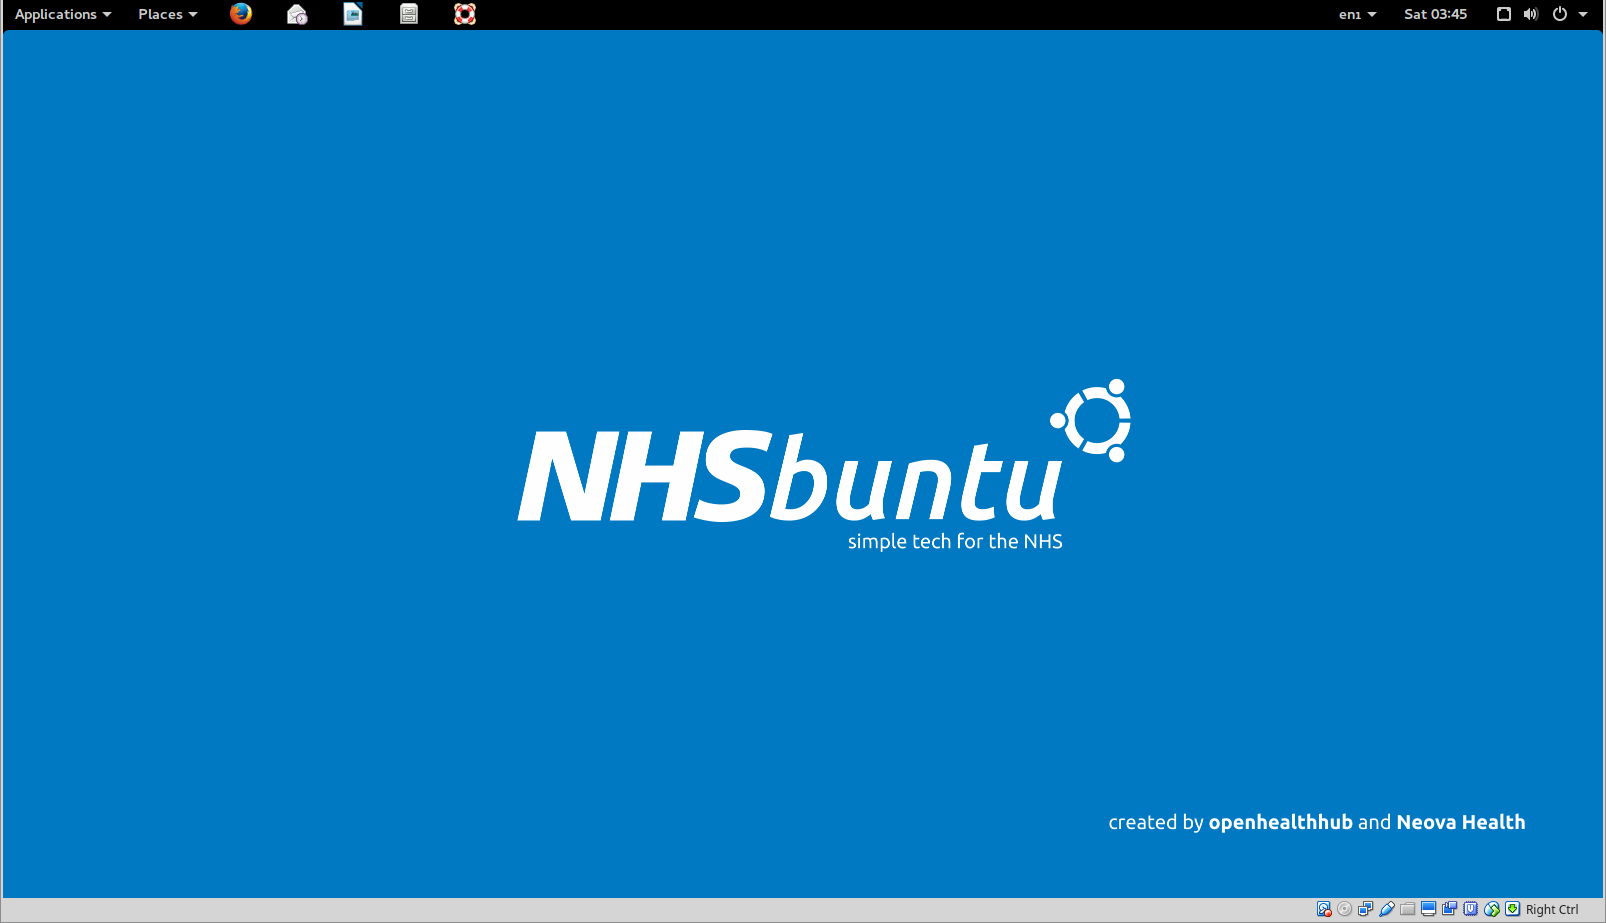 Applications Places en1 Sat 03:45
NHSbuntu
simple tech for the NHS
created by openhealthhub and Neova Health
Right Ctrl